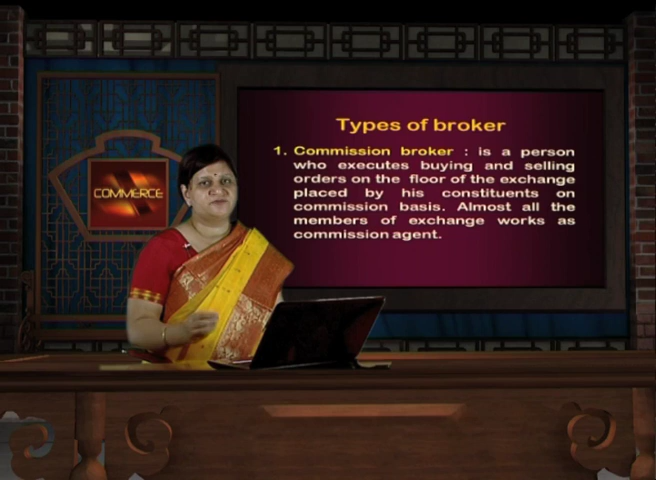 Types of broker
1. Commission broker : is a person
who executes buying and selling
orders on the floor of the exchange
placed by his constituents on
commission basis. Almost all the
members of exchange works as
commission agent.
COMMERCE